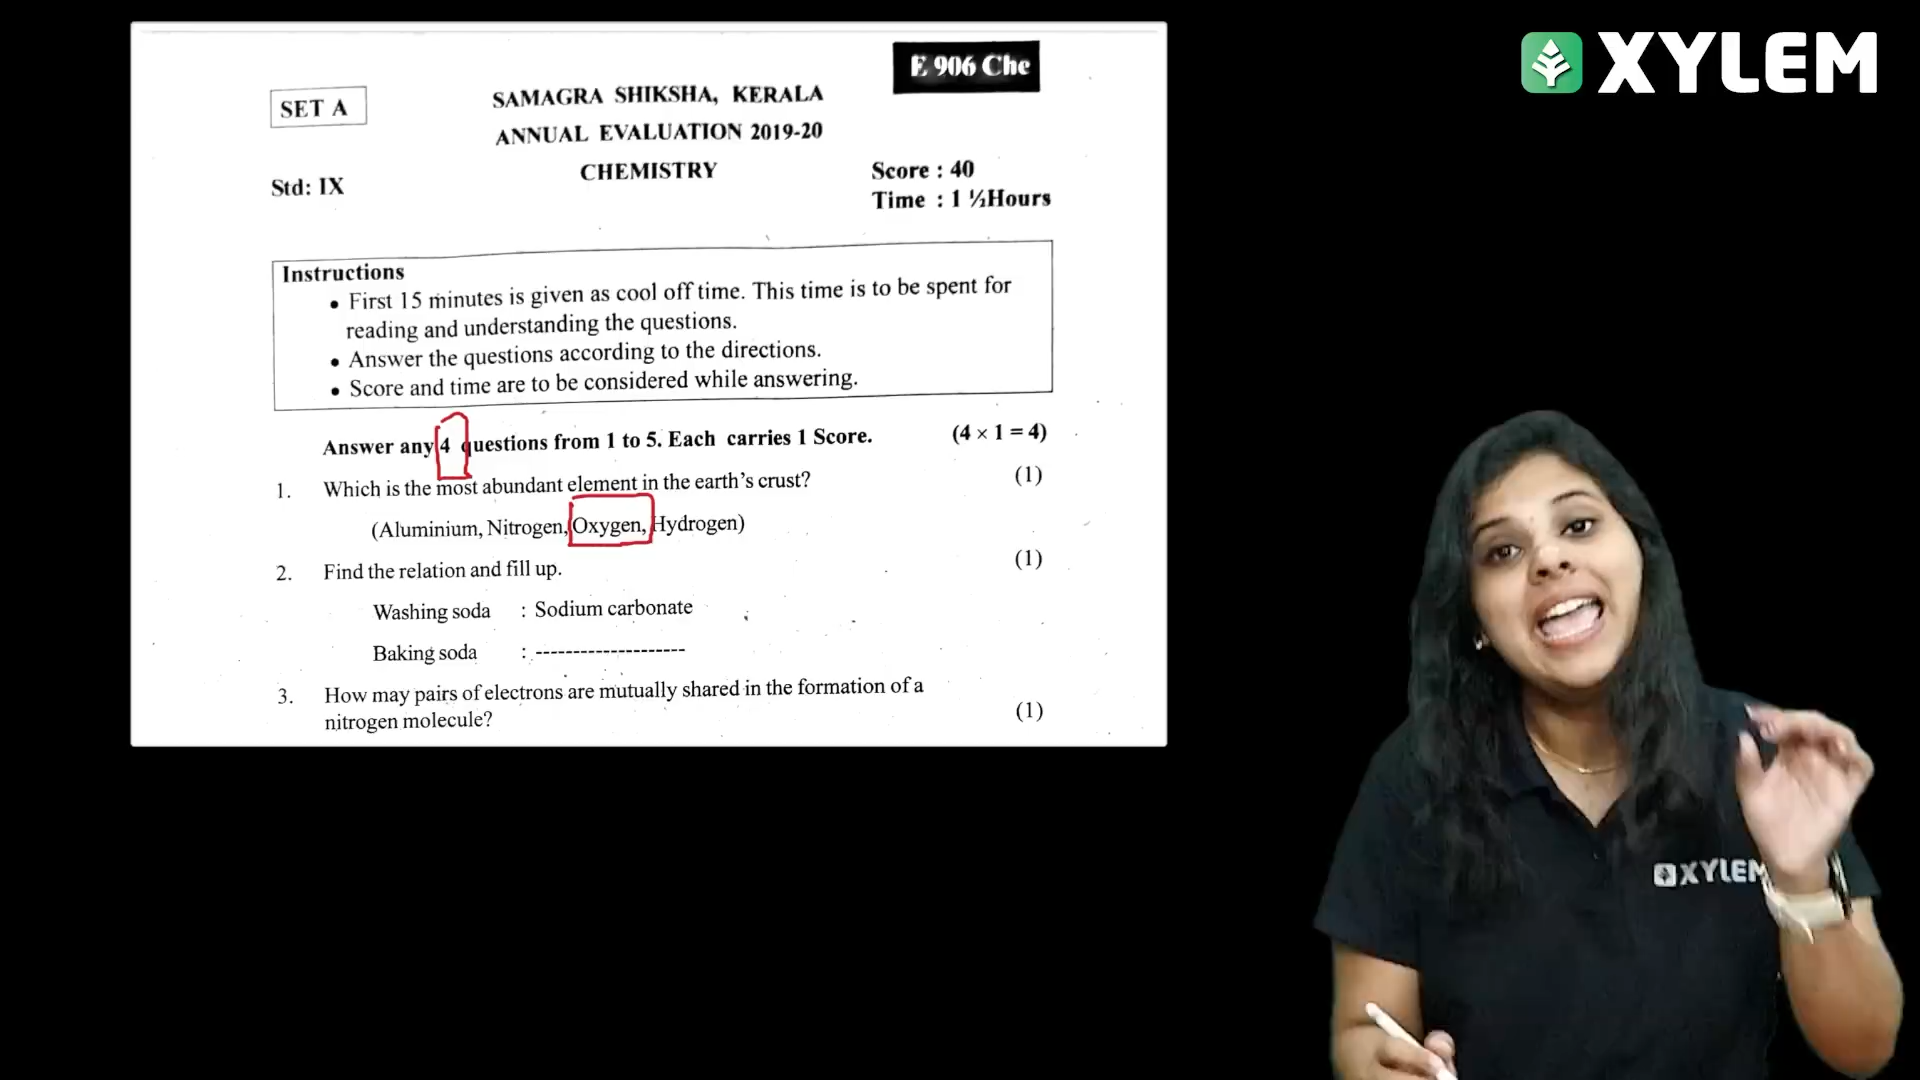 XYLEM
E 906 Che
SET A
SAMAGRA SHIKSHA, KERALA
ANNUAL EVALUATION 2019-20
CHEMISTRY
Std: IX
Score : 40
Time : 1 ½Hours
Instructions
• First 15 minutes is given as cool off time. This time is to be spent for
reading and understanding the questions.
• Answer the questions according to the directions.
• Score and time are to be considered while answering.
Answer any 4 questions from 1 to 5. Each carries 1 Score. (4 × 1 = 4)
1. Which is the most abundant element in the earth's crust? (1)
(Aluminium, Nitrogen, Oxygen, Hydrogen)
2. Find the relation and fill up. (1)
Washing soda : Sodium carbonate
Baking soda : --------------------
3. How may pairs of electrons are mutually shared in the formation of a
nitrogen molecule? (1)
XYLEM